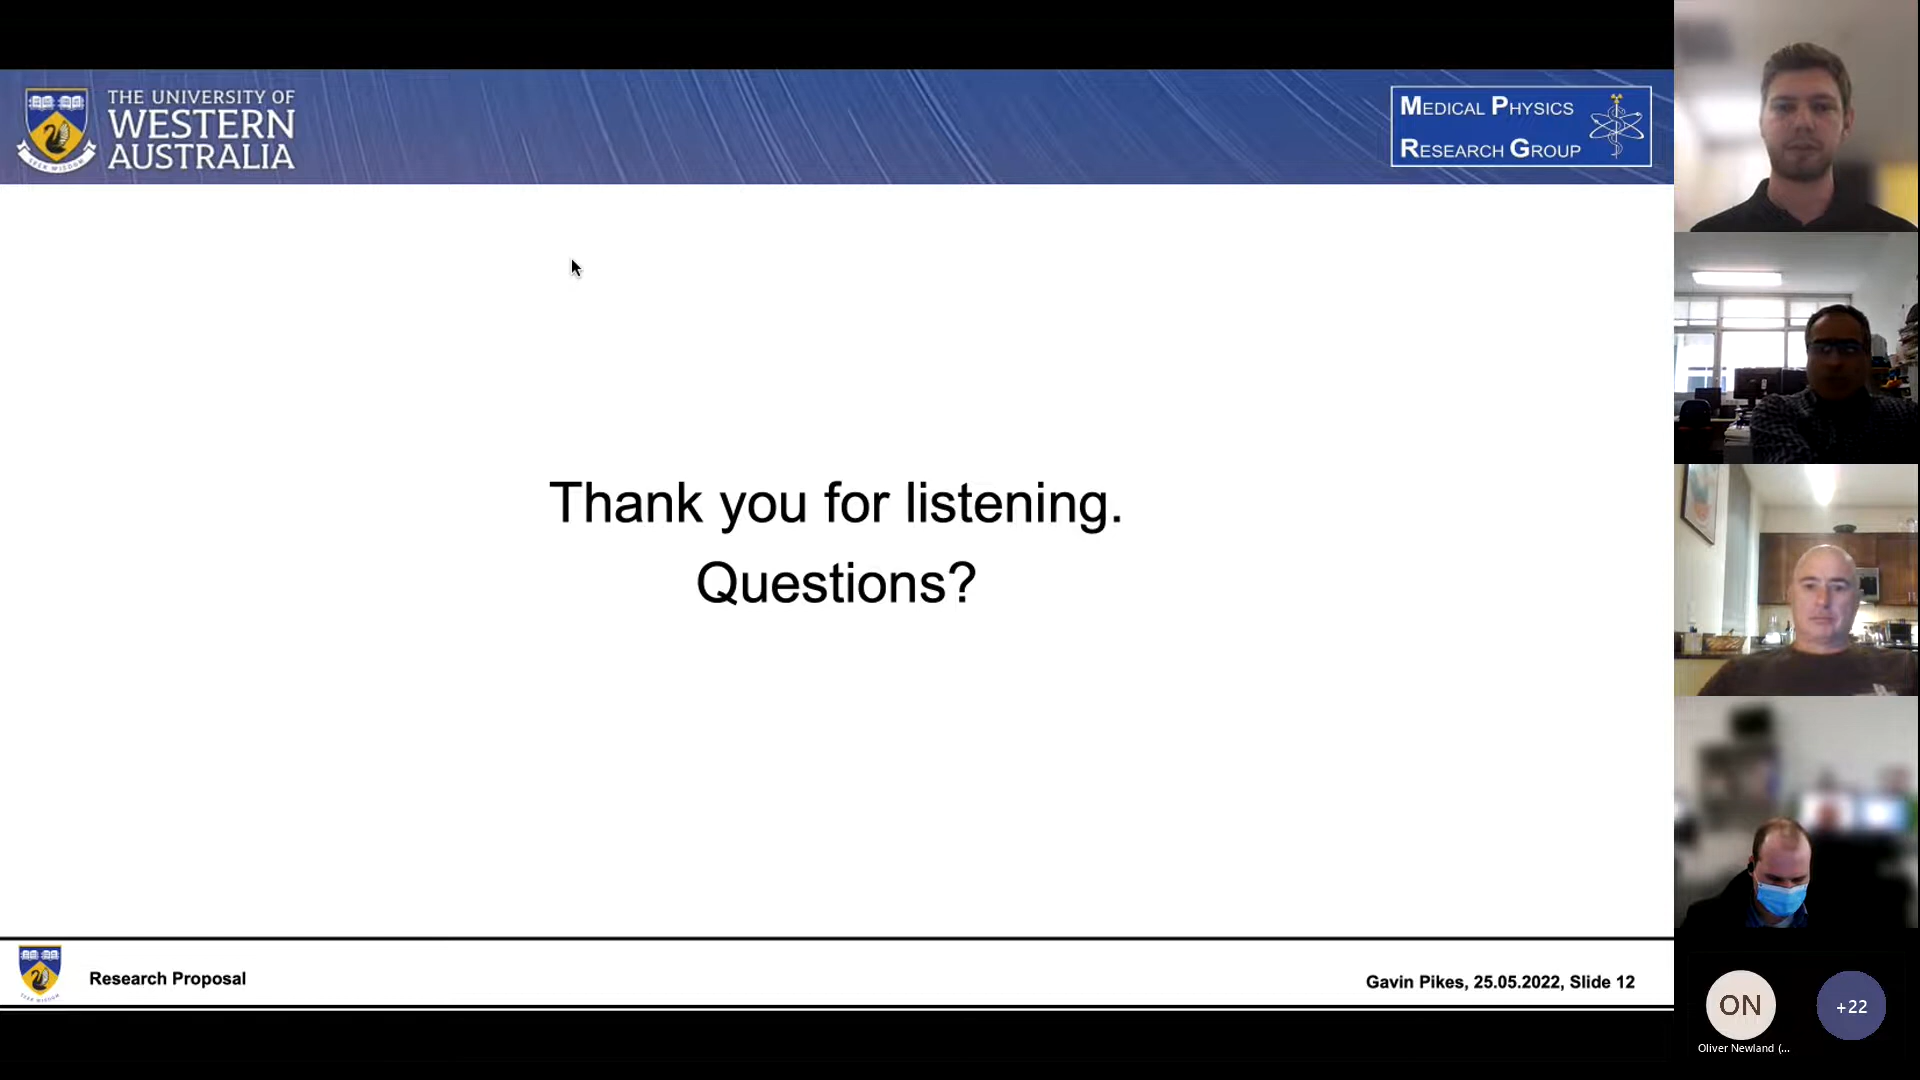 THE UNIVERSITY OF
WESTERN
AUSTRALIA
MEDICAL PHYSICS
RESEARCH GROUP
Thank you for listening.
Questions?
Research Proposal
Gavin Pikes, 25.05.2022, Slide 12
ON
+22
Oliver Newland (...